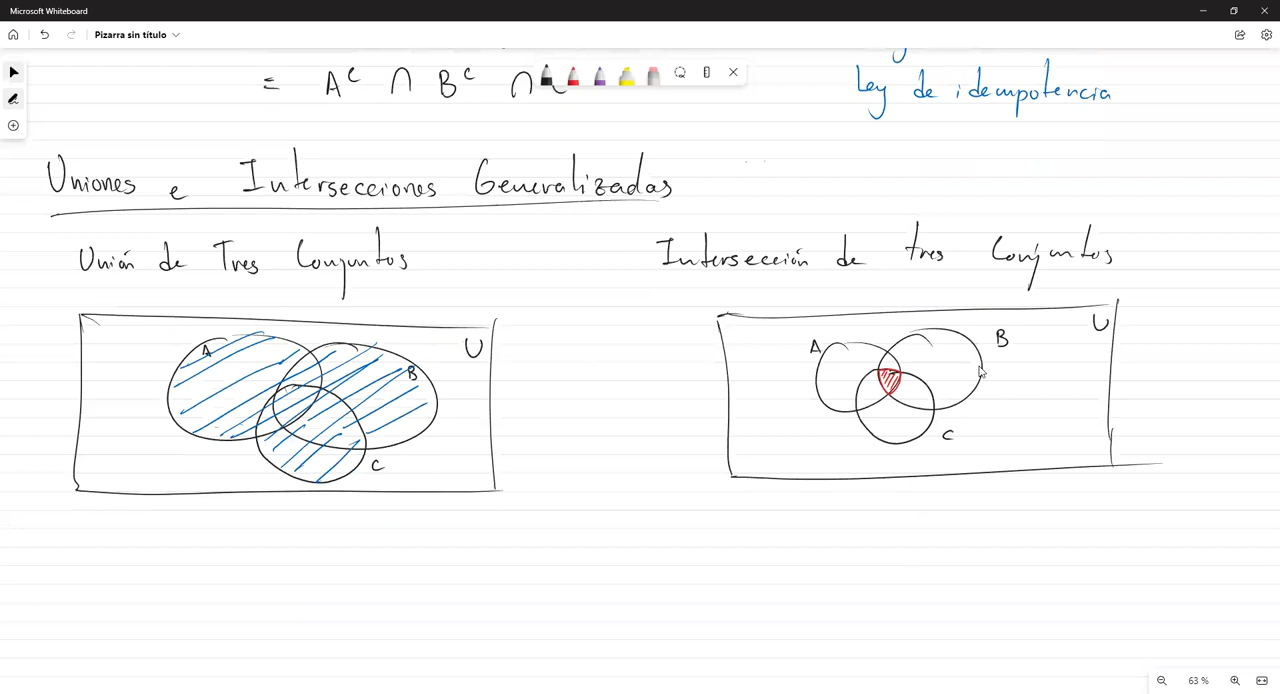 Microsoft Whiteboard
Pizarra sin título
= A^c ∩ B^c ∩
Ley de idempotencia
Uniones e Intersecciones Generalizadas
Unión de Tres Conjuntos
Intersección de tres Conjuntos
A
B
C
U
A
B
C
U
63 %